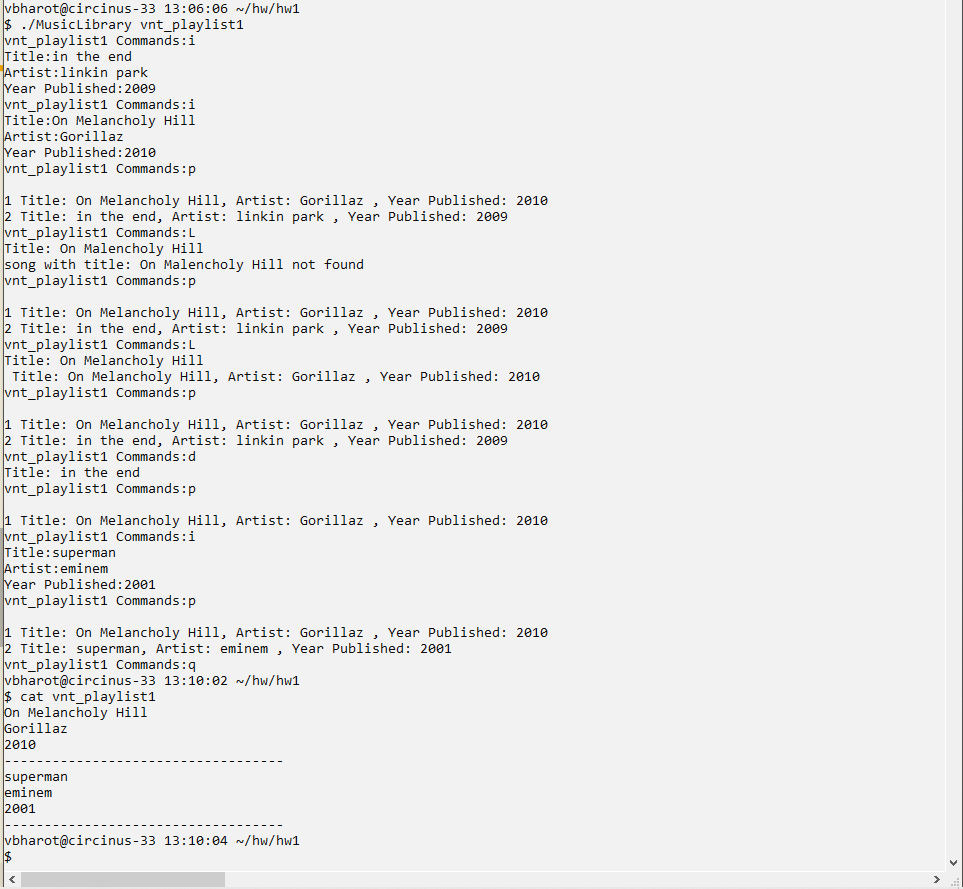 vbharot@circinus-33 13:06:06 ~/hw/hw1
$ ./MusicLibrary vnt_playlist1
vnt_playlist1 Commands:i
Title:in the end
Artist:linkin park
Year Published:2009
vnt_playlist1 Commands:i
Title:On Melancholy Hill
Artist:Gorillaz
Year Published:2010
vnt_playlist1 Commands:p
1 Title: On Melancholy Hill, Artist: Gorillaz , Year Published: 2010
2 Title: in the end, Artist: linkin park , Year Published: 2009
vnt_playlist1 Commands:L
Title: On Malencholy Hill
song with title: On Malencholy Hill not found
vnt_playlist1 Commands:p
1 Title: On Melancholy Hill, Artist: Gorillaz , Year Published: 2010
2 Title: in the end, Artist: linkin park , Year Published: 2009
vnt_playlist1 Commands:L
Title: On Melancholy Hill
 Title: On Melancholy Hill, Artist: Gorillaz , Year Published: 2010
vnt_playlist1 Commands:p
1 Title: On Melancholy Hill, Artist: Gorillaz , Year Published: 2010
2 Title: in the end, Artist: linkin park , Year Published: 2009
vnt_playlist1 Commands:d
Title: in the end
vnt_playlist1 Commands:p
1 Title: On Melancholy Hill, Artist: Gorillaz , Year Published: 2010
vnt_playlist1 Commands:i
Title:superman
Artist:eminem
Year Published:2001
vnt_playlist1 Commands:p
1 Title: On Melancholy Hill, Artist: Gorillaz , Year Published: 2010
2 Title: superman, Artist: eminem , Year Published: 2001
vnt_playlist1 Commands:q
vbharot@circinus-33 13:10:02 ~/hw/hw1
$ cat vnt_playlist1
On Melancholy Hill
Gorillaz
2010
-----------------------------------
superman
eminem
2001
-----------------------------------
vbharot@circinus-33 13:10:04 ~/hw/hw1
$